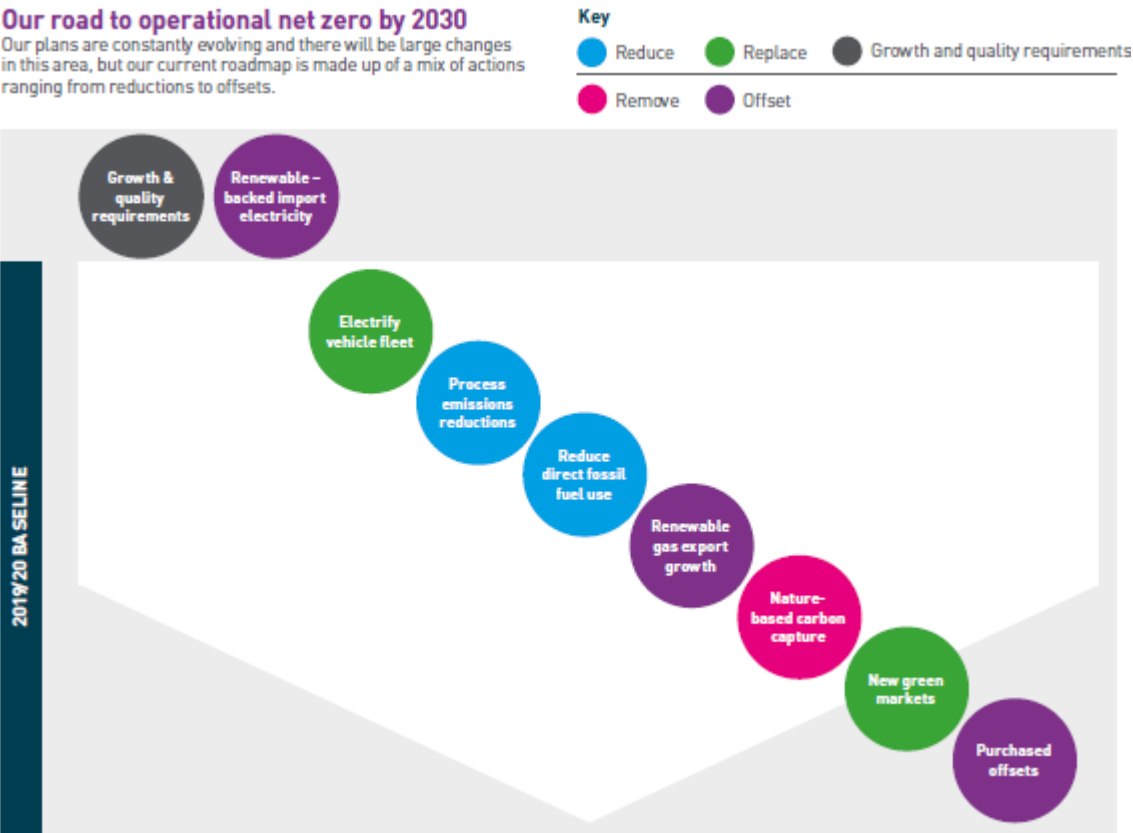 Our road to operational net zero by 2030
Our plans are constantly evolving and there will be large changes
in this area, but our current roadmap is made up of a mix of actions
ranging from reductions to offsets.
Key
Reduce
Replace
Growth and quality requirements
Remove
Offset
Growth &
quality
requirements
Renewable –
backed import
electricity
Electrify
vehicle fleet
Process
emissions
reductions
Reduce
direct fossil
fuel use
Renewable
gas export
growth
Nature-
based carbon
capture
New green
markets
Purchased
offsets
2019/20 BASELINE